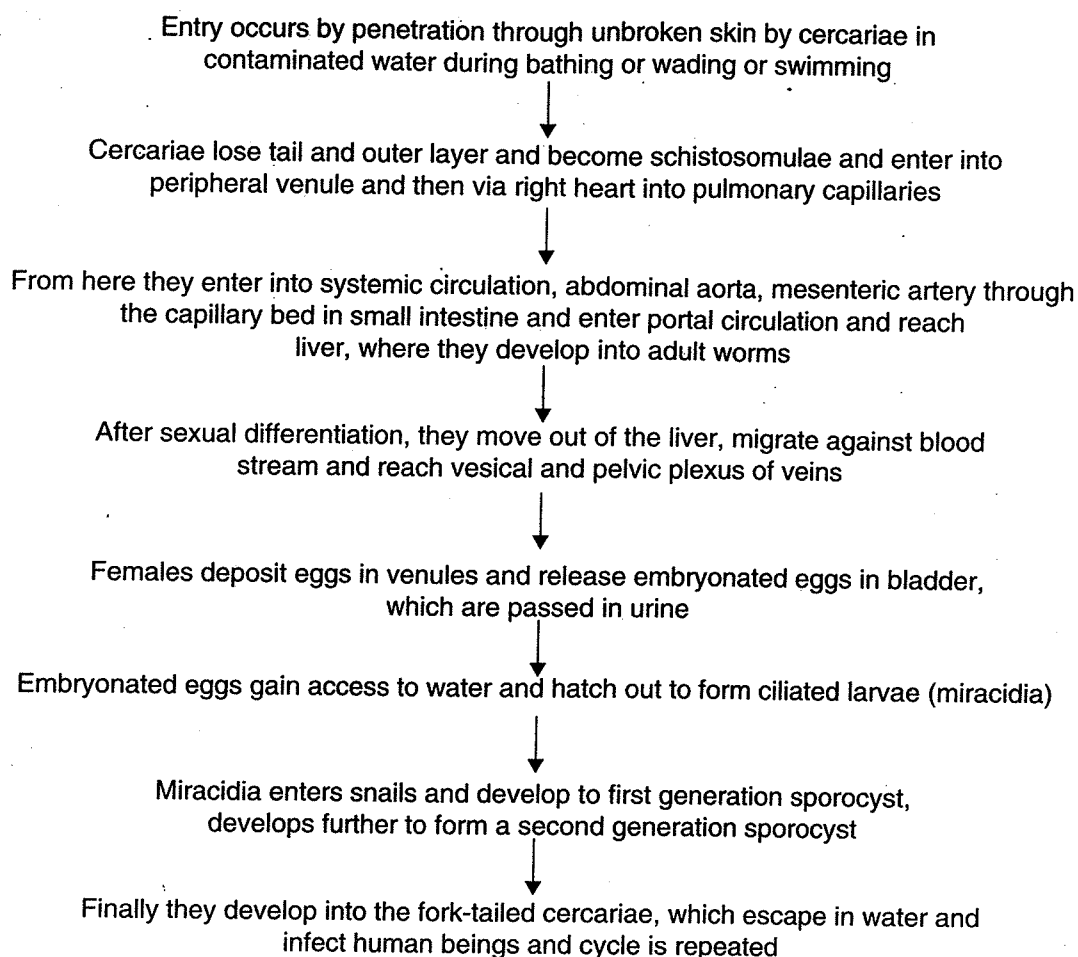 Entry occurs by penetration through unbroken skin by cercariae in
contaminated water during bathing or wading or swimming
Cercariae lose tail and outer layer and become schistosomulae and enter into
peripheral venule and then via right heart into pulmonary capillaries
From here they enter into systemic circulation, abdominal aorta, mesenteric artery through
the capillary bed in small intestine and enter portal circulation and reach
liver, where they develop into adult worms
After sexual differentiation, they move out of the liver, migrate against blood
stream and reach vesical and pelvic plexus of veins
Females deposit eggs in venules and release embryonated eggs in bladder,
which are passed in urine
Embryonated eggs gain access to water and hatch out to form ciliated larvae (miracidia)
Miracidia enters snails and develop to first generation sporocyst,
develops further to form a second generation sporocyst
Finally they develop into the fork-tailed cercariae, which escape in water and
infect human beings and cycle is repeated